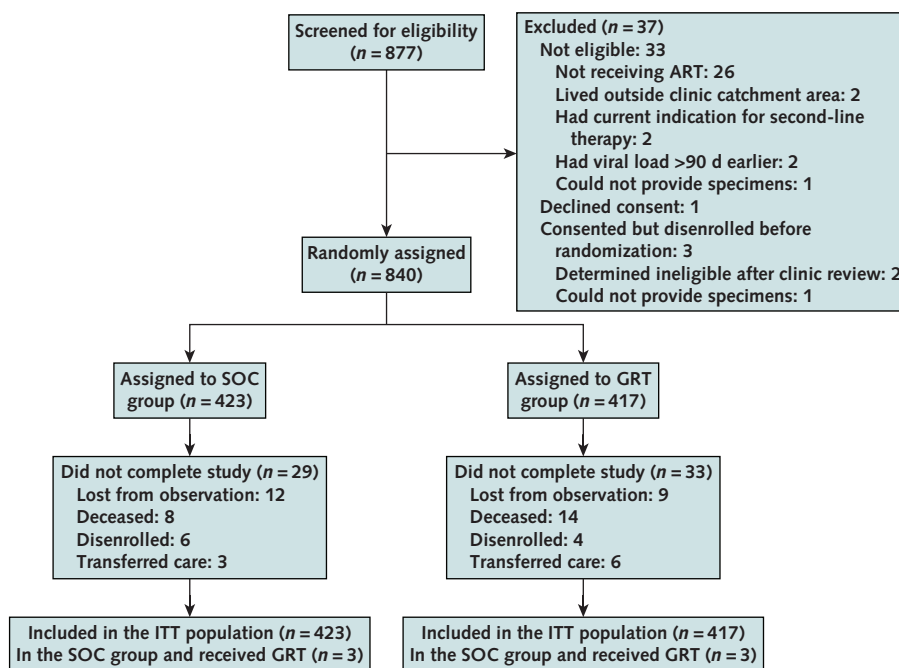 Screened for eligibility
(n = 877)
Excluded (n = 37)
Not eligible: 33
Not receiving ART: 26
Lived outside clinic catchment area: 2
Had current indication for second-line
therapy: 2
Had viral load >90 d earlier: 2
Could not provide specimens: 1
Declined consent: 1
Consented but disenrolled before
randomization: 3
Determined ineligible after clinic review: 2
Could not provide specimens: 1
Randomly assigned
(n = 840)
Assigned to SOC
group (n = 423)
Assigned to GRT
group (n = 417)
Did not complete study (n = 29)
Lost from observation: 12
Deceased: 8
Disenrolled: 6
Transferred care: 3
Did not complete study (n = 33)
Lost from observation: 9
Deceased: 14
Disenrolled: 4
Transferred care: 6
Included in the ITT population (n = 423)
In the SOC group and received GRT (n = 3)
Included in the ITT population (n = 417)
In the SOC group and received GRT (n = 3)